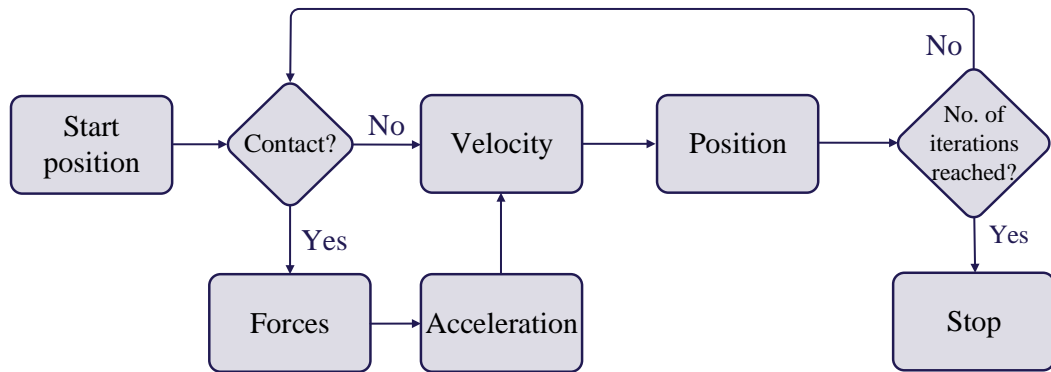 No
Start
position
Contact?
No
Velocity
Position
No. of
iterations
reached?
Yes
Yes
Forces
Acceleration
Stop